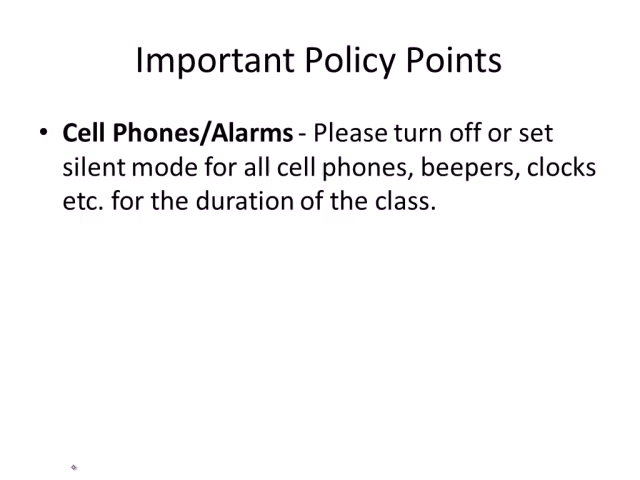 Important Policy Points
• Cell Phones/Alarms - Please turn off or set
silent mode for all cell phones, beepers, clocks
etc. for the duration of the class.